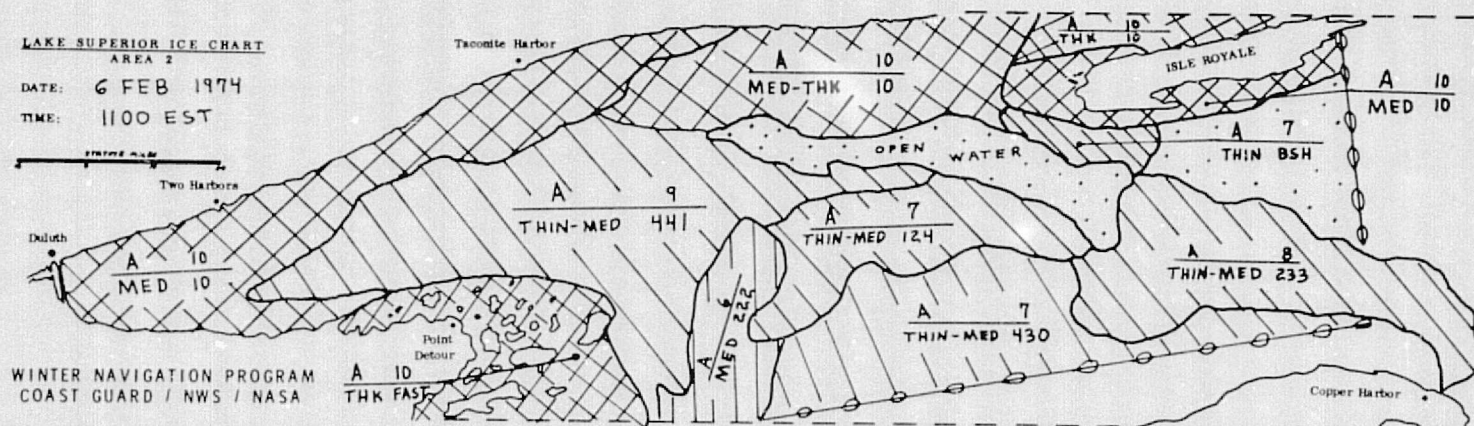 LAKE SUPERIOR ICE CHART
AREA 2
DATE: 6 FEB 1974
TIME: 1100 EST
STATUTE MILES
Taconite Harbor
Two Harbors
Duluth
A 10
MED 10
A 9
THIN-MED 441
A 10
MED-THK 10
A 10
THK 10
ISLE ROYALE
A 10
MED 10
A 7
THIN BSH
OPEN WATER
A 7
THIN-MED 124
A 8
THIN-MED 233
A 7
THIN-MED 430
A 6
MED 222
Point
Detour
A 10
THK FAST
Copper Harbor
WINTER NAVIGATION PROGRAM
COAST GUARD / NWS / NASA